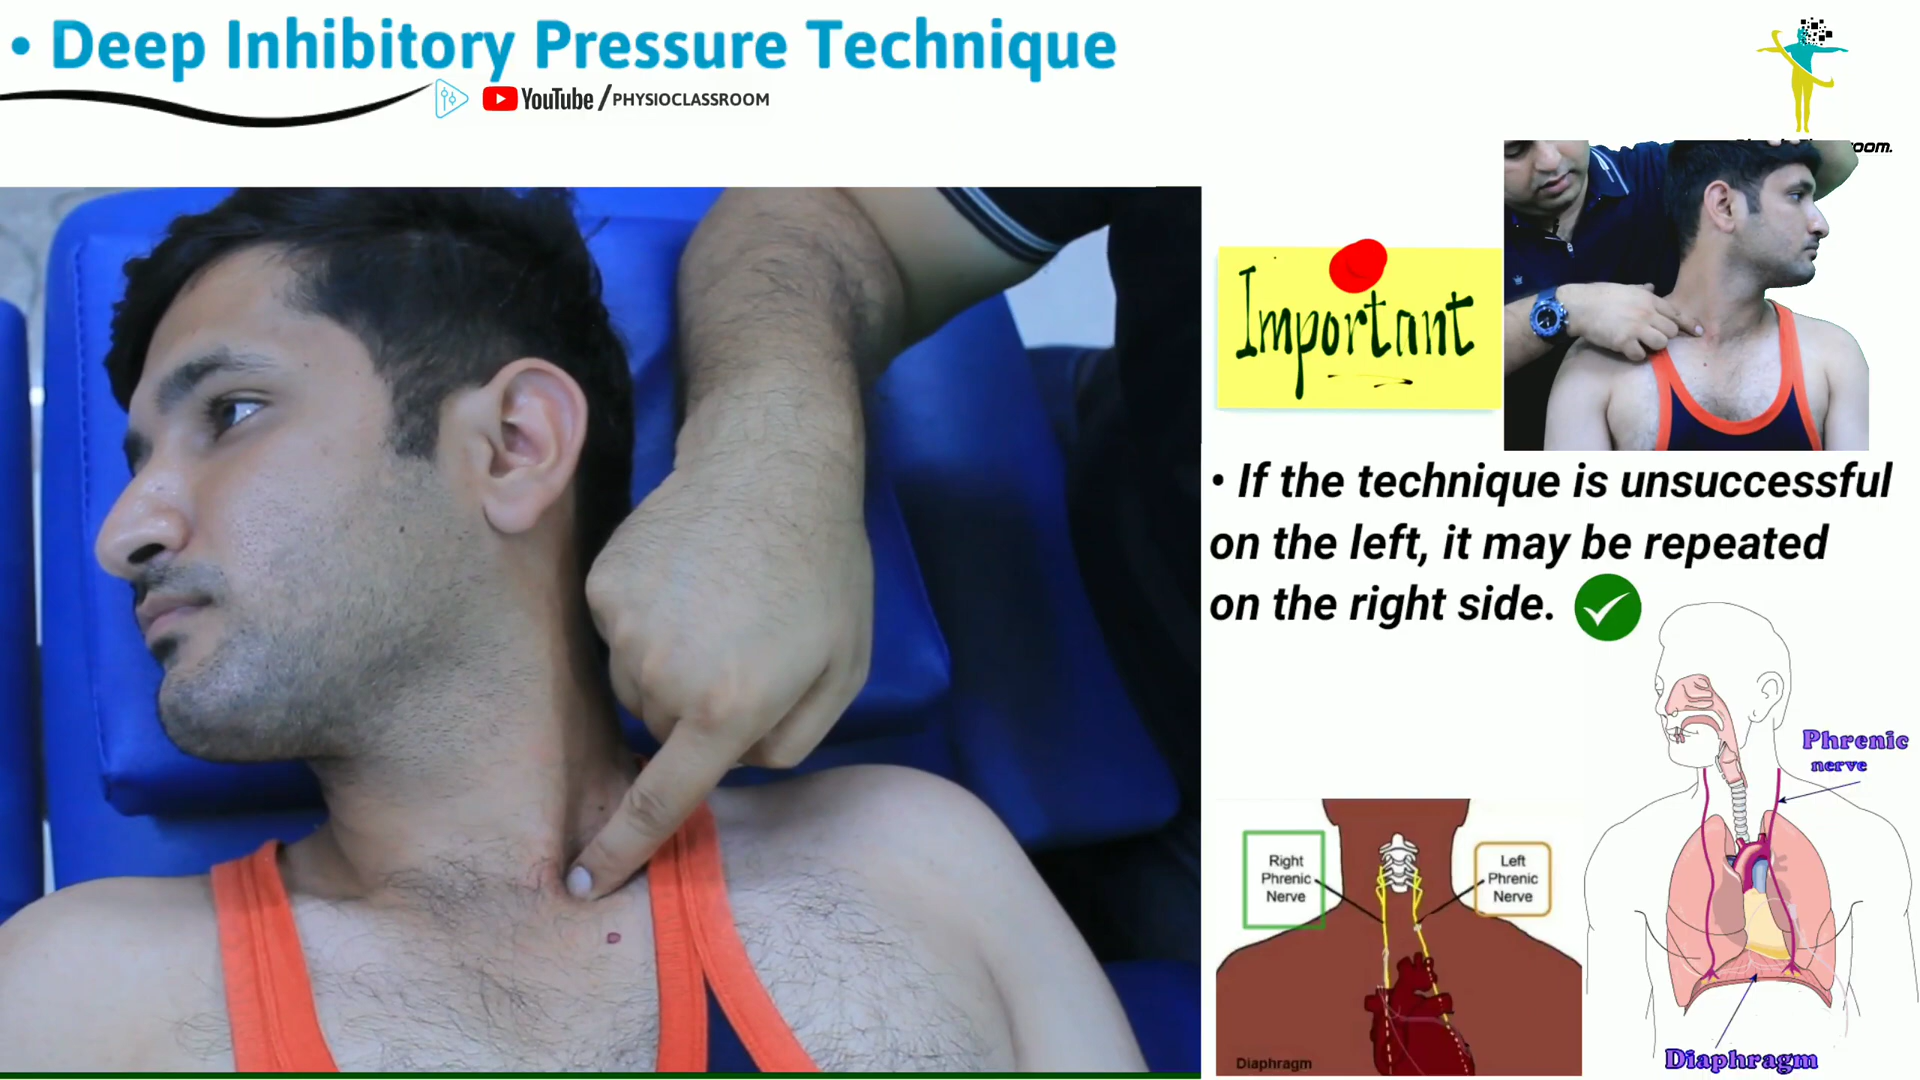 • Deep Inhibitory Pressure Technique
YouTube /PHYSIOCLASSROOM
room.
Important
• If the technique is unsuccessful
on the left, it may be repeated
on the right side.
Phrenic
nerve
Right
Phrenic
Nerve
Left
Phrenic
Nerve
Diaphragm
Diaphragm